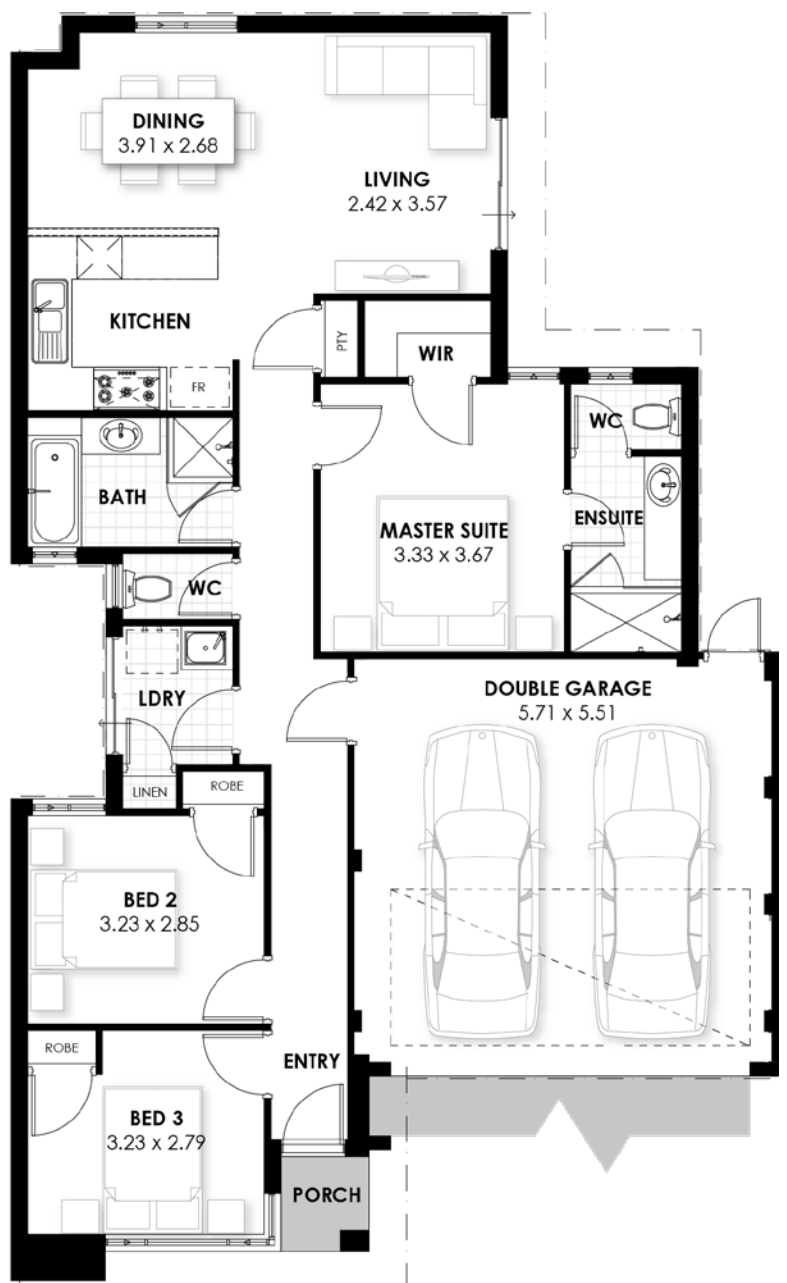 DINING
3.91 x 2.68
LIVING
2.42 x 3.57
KITCHEN
PTY
WIR
FR
WC
BATH
MASTER SUITE
3.33 x 3.67
ENSUITE
WC
LDRY
DOUBLE GARAGE
5.71 x 5.51
LINEN
ROBE
BED 2
3.23 x 2.85
ROBE
ENTRY
BED 3
3.23 x 2.79
PORCH